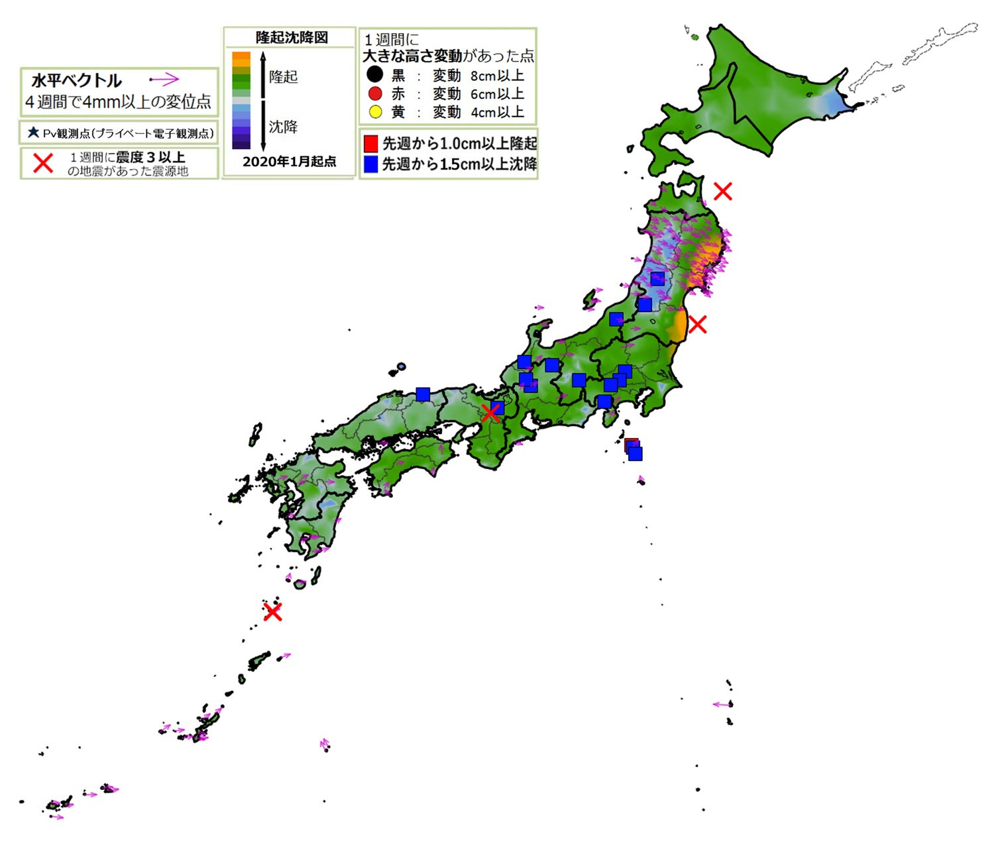 水平ベクトル
４週間で4mm以上の変位点
Pv観測点(プライベート電子観測点)
１週間に震度３以上
の地震があった震源地
隆起沈降図
隆起
沈降
2020年1月起点
１週間に
大きな高さ変動があった点
黒 ： 変動 8cm以上
赤 ： 変動 6cm以上
黄 ： 変動 4cm以上
先週から1.0cm以上隆起
先週から1.5cm以上沈降